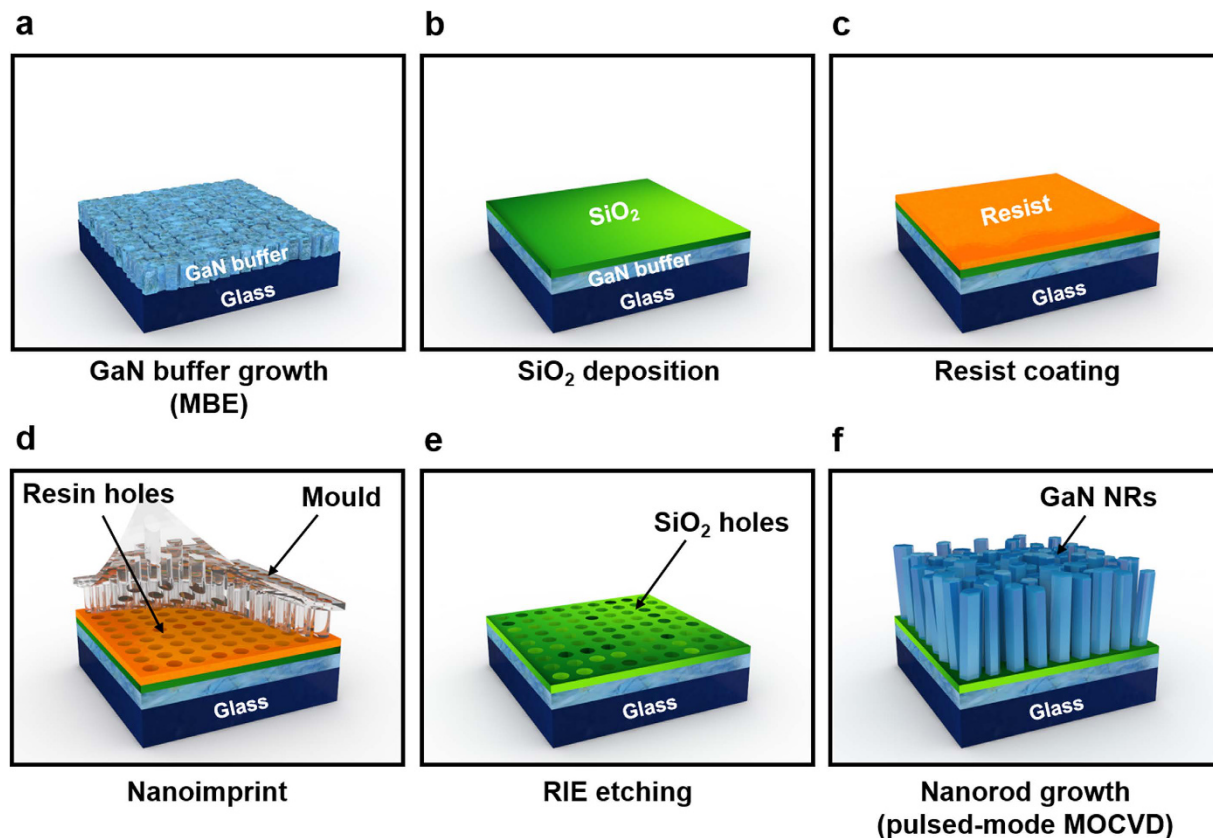 a
GaN buffer
Glass
GaN buffer growth
(MBE)
b
SiO₂
GaN buffer
Glass
SiO₂ deposition
c
Resist
Glass
Resist coating
d
Resin holes
Mould
Glass
Nanoimprint
e
SiO₂ holes
Glass
RIE etching
f
GaN NRs
Glass
Nanorod growth
(pulsed-mode MOCVD)